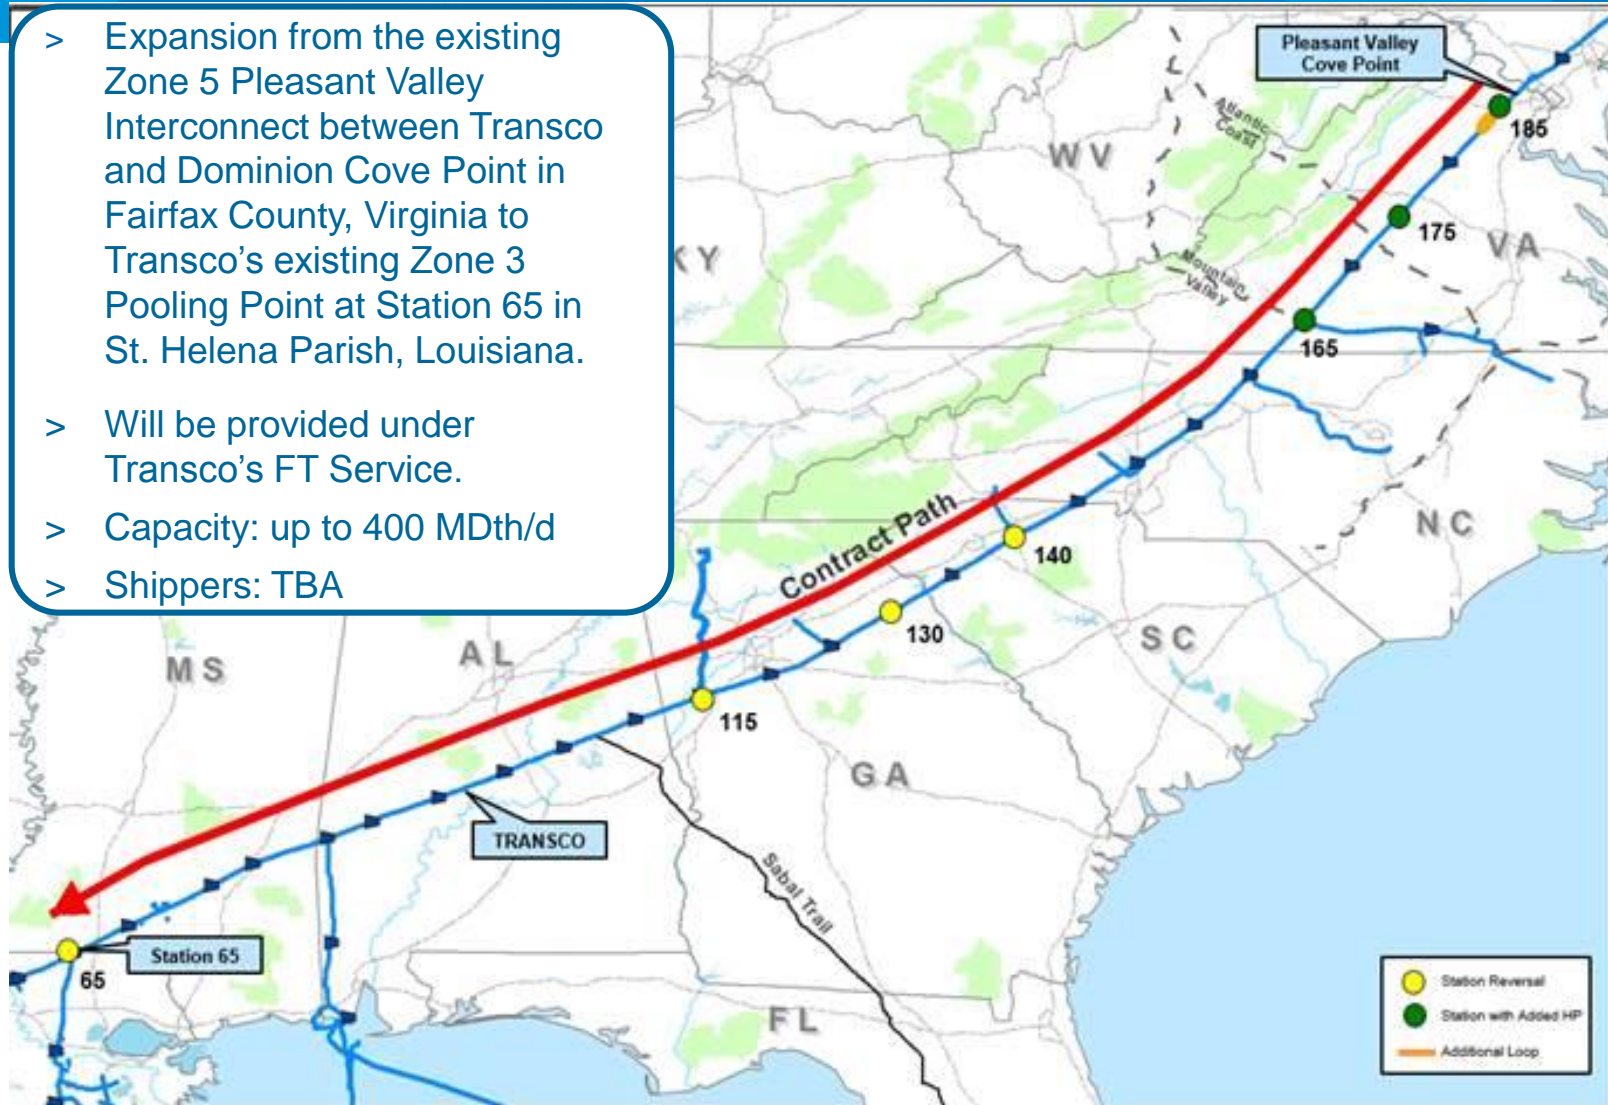 > Expansion from the existing
Zone 5 Pleasant Valley
Interconnect between Transco
and Dominion Cove Point in
Fairfax County, Virginia to
Transco’s existing Zone 3
Pooling Point at Station 65 in
St. Helena Parish, Louisiana.
> Will be provided under
Transco’s FT Service.
> Capacity: up to 400 MDth/d
> Shippers: TBA
Pleasant Valley
Cove Point
185
Atlantic
Coast
WV
175
VA
KY
Mountain
Valley
165
Contract Path
NC
140
130
SC
MS
AL
115
GA
TRANSCO
Sabal Trail
Station 65
65
FL
Station Reversal
Station with Added HP
Additional Loop